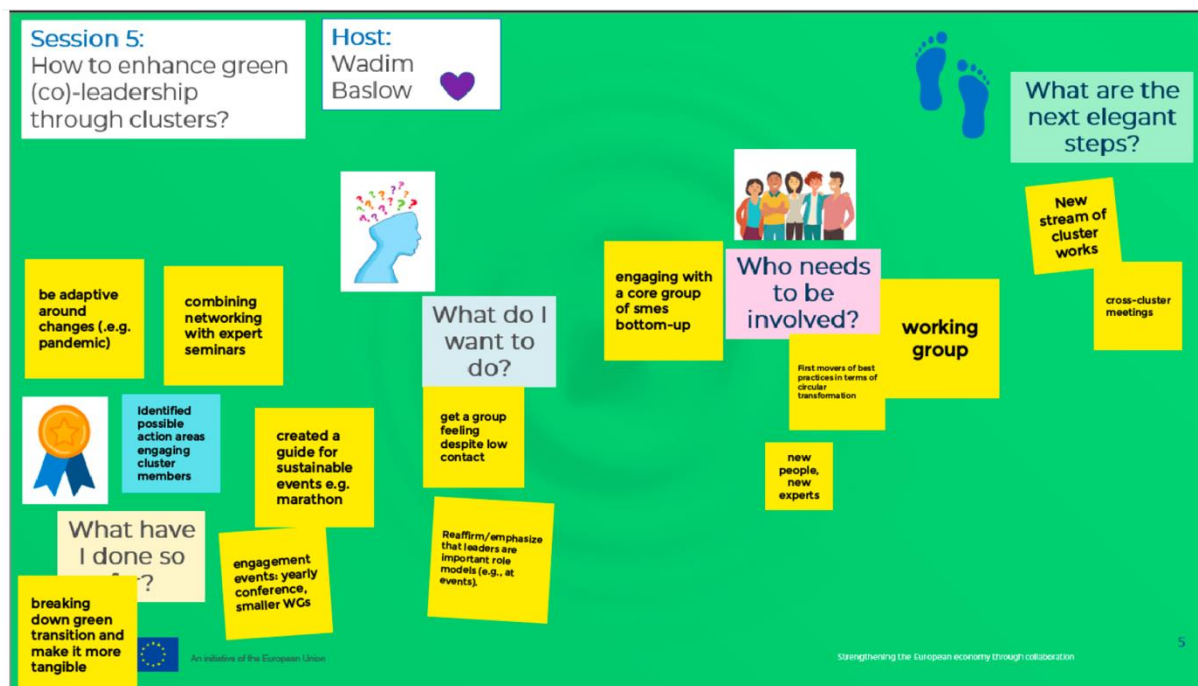 Session 5:
How to enhance green
(co)-leadership
through clusters?
Host:
Wadim
Baslow
What are the
next elegant
steps?
New
stream of
cluster
works
cross-cluster
meetings
be adaptive
around
changes (.e.g.
pandemic)
combining
networking
with expert
seminars
What do I
want to
do?
engaging with
a core group
of smes
bottom-up
Who needs
to be
involved?
working
group
First movers of best
practices in terms of
circular
transformation
new
people,
new
experts
Identified
possible
action areas
engaging
cluster
members
created a
guide for
sustainable
events e.g.
marathon
get a group
feeling
despite low
contact
Reaffirm/emphasize
that leaders are
important role
models (e.g., at
events).
What have
I done so
?
engagement
events: yearly
conference,
smaller WGs
breaking
down green
transition and
make it more
tangible
An initiative of the European Union
Strengthening the European economy through collaboration
5